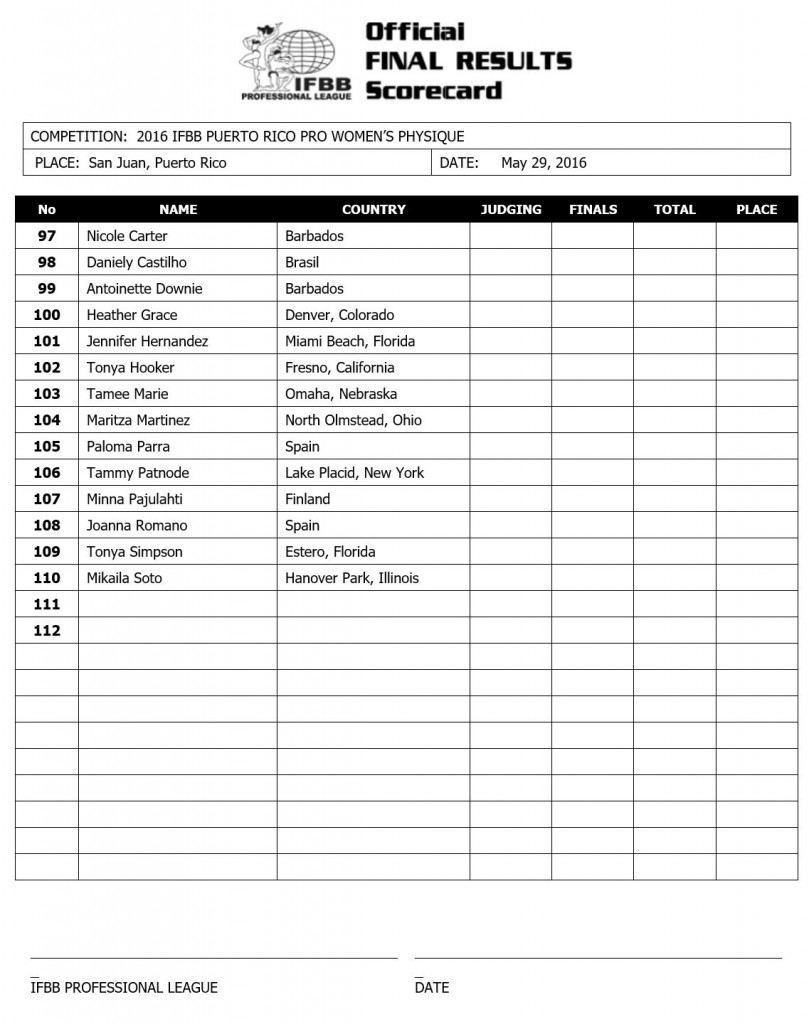 Official
FINAL RESULTS
Scorecard
IFBB
PROFESSIONAL LEAGUE
COMPETITION: 2016 IFBB PUERTO RICO PRO WOMEN'S PHYSIQUE
PLACE: San Juan, Puerto Rico DATE: May 29, 2016
No NAME COUNTRY JUDGING FINALS TOTAL PLACE
97 Nicole Carter Barbados
98 Daniely Castilho Brasil
99 Antoinette Downie Barbados
100 Heather Grace Denver, Colorado
101 Jennifer Hernandez Miami Beach, Florida
102 Tonya Hooker Fresno, California
103 Tamee Marie Omaha, Nebraska
104 Maritza Martinez North Olmstead, Ohio
105 Paloma Parra Spain
106 Tammy Patnode Lake Placid, New York
107 Minna Pajulahti Finland
108 Joanna Romano Spain
109 Tonya Simpson Estero, Florida
110 Mikaila Soto Hanover Park, Illinois
111
112
IFBB PROFESSIONAL LEAGUE DATE